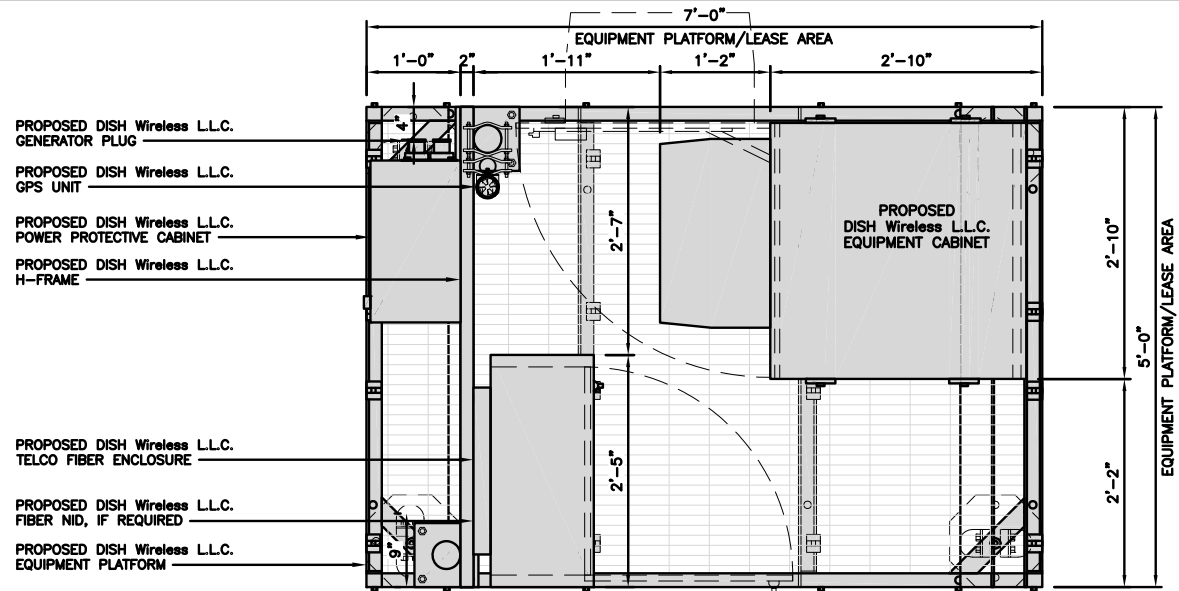 7'-0"
EQUIPMENT PLATFORM/LEASE AREA
1'-0"
2"
1'-11"
1'-2"
2'-10"
4"
PROPOSED DISH Wireless L.L.C.
GENERATOR PLUG
PROPOSED DISH Wireless L.L.C.
GPS UNIT
PROPOSED DISH Wireless L.L.C.
POWER PROTECTIVE CABINET
PROPOSED DISH Wireless L.L.C.
H-FRAME
PROPOSED DISH Wireless L.L.C.
TELCO FIBER ENCLOSURE
PROPOSED DISH Wireless L.L.C.
FIBER NID, IF REQUIRED
PROPOSED DISH Wireless L.L.C.
EQUIPMENT PLATFORM
9"
2'-7"
2'-5"
PROPOSED
DISH Wireless L.L.C.
EQUIPMENT CABINET
2'-10"
2'-2"
5'-0"
EQUIPMENT PLATFORM/LEASE AREA